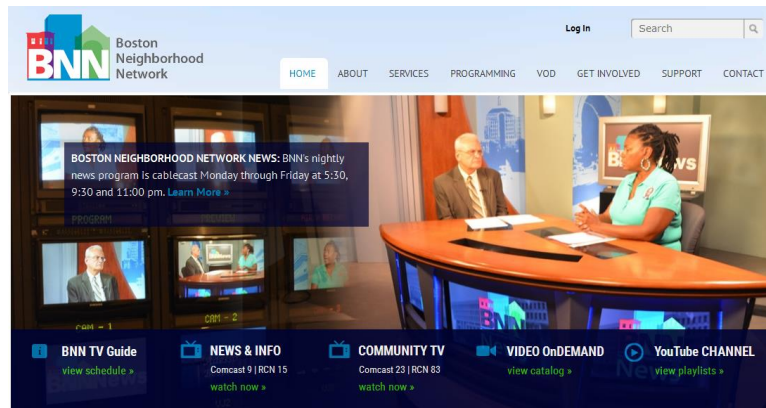 BNN
Boston
Neighborhood
Network
Log In
Search
HOME ABOUT SERVICES PROGRAMMING VOD GET INVOLVED SUPPORT CONTACT
BOSTON NEIGHBORHOOD NETWORK NEWS: BNN's nightly
news program is cablecast Monday through Friday at 5:30,
9:30 and 11:00 pm. Learn More »
PROGRAM PREVIEW
CAM - 1
CAM - 2
News
BNN
News
BNN TV Guide
view schedule »
NEWS & INFO
Comcast 9 | RCN 15
watch now »
COMMUNITY TV
Comcast 23 | RCN 83
watch now »
VIDEO OnDEMAND
view catalog »
YouTube CHANNEL
view playlists »